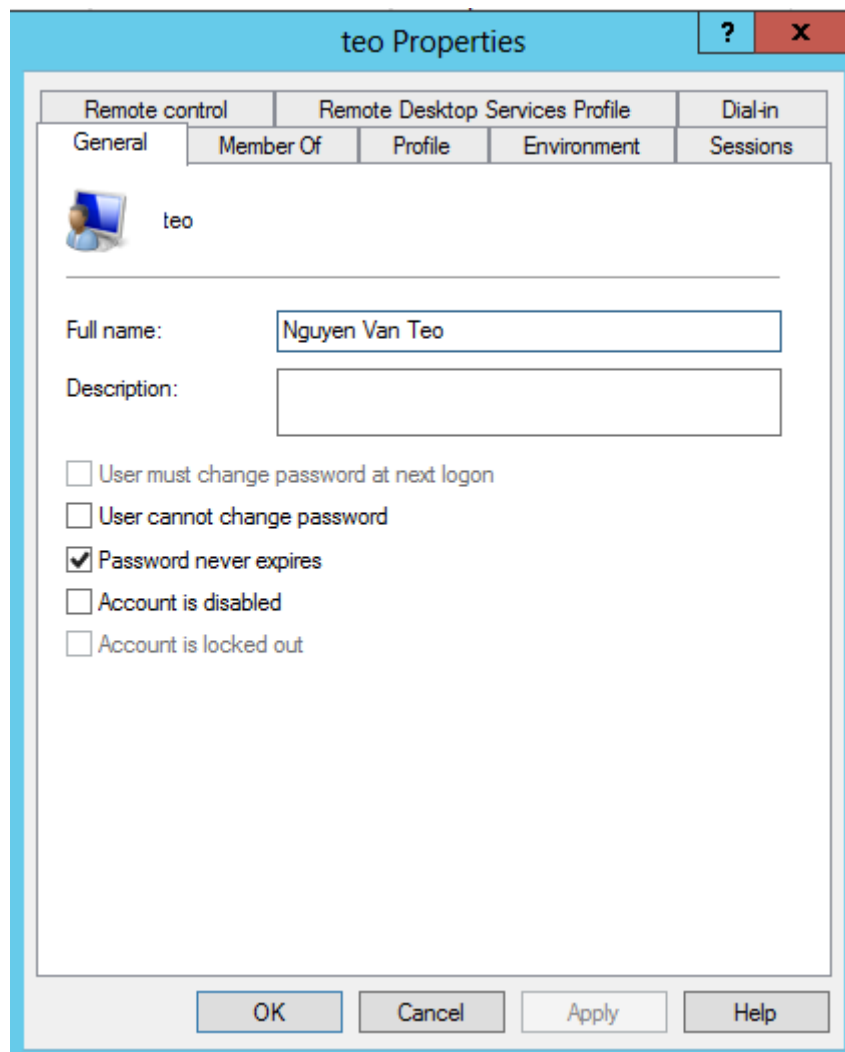 teo Properties
?
x
Remote control Remote Desktop Services Profile Dial-in
General Member Of Profile Environment Sessions
teo
Full name: Nguyen Van Teo
Description:
User must change password at next logon
User cannot change password
Password never expires
Account is disabled
Account is locked out
OK Cancel Apply Help